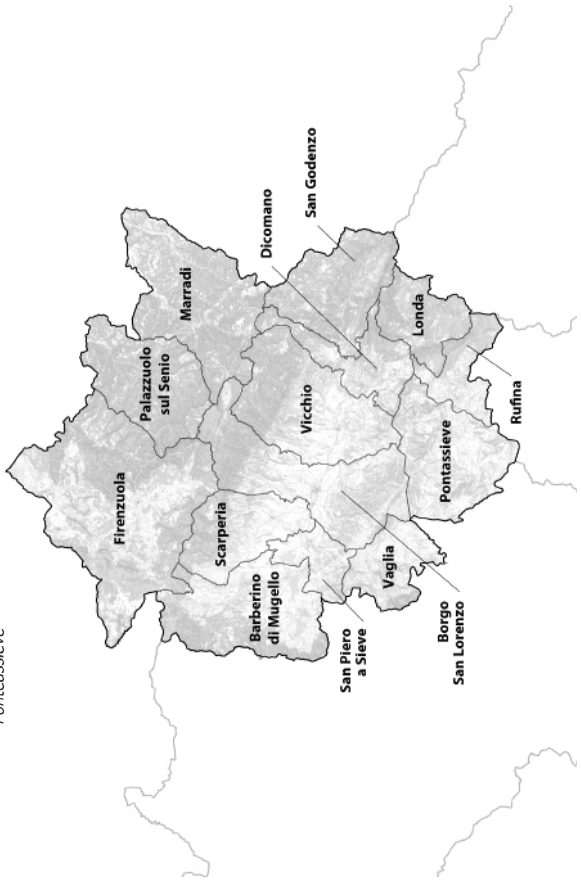 Pontassieve
Firenzuola
Palazzuolo
sul Senio
Marradi
Scarperia
Barberino
di Mugello
Dicomano
Vicchio
San Godenzo
San Piero
a Sieve
Vaglia
Londa
Borgo
San Lorenzo
Pontassieve
Rufina